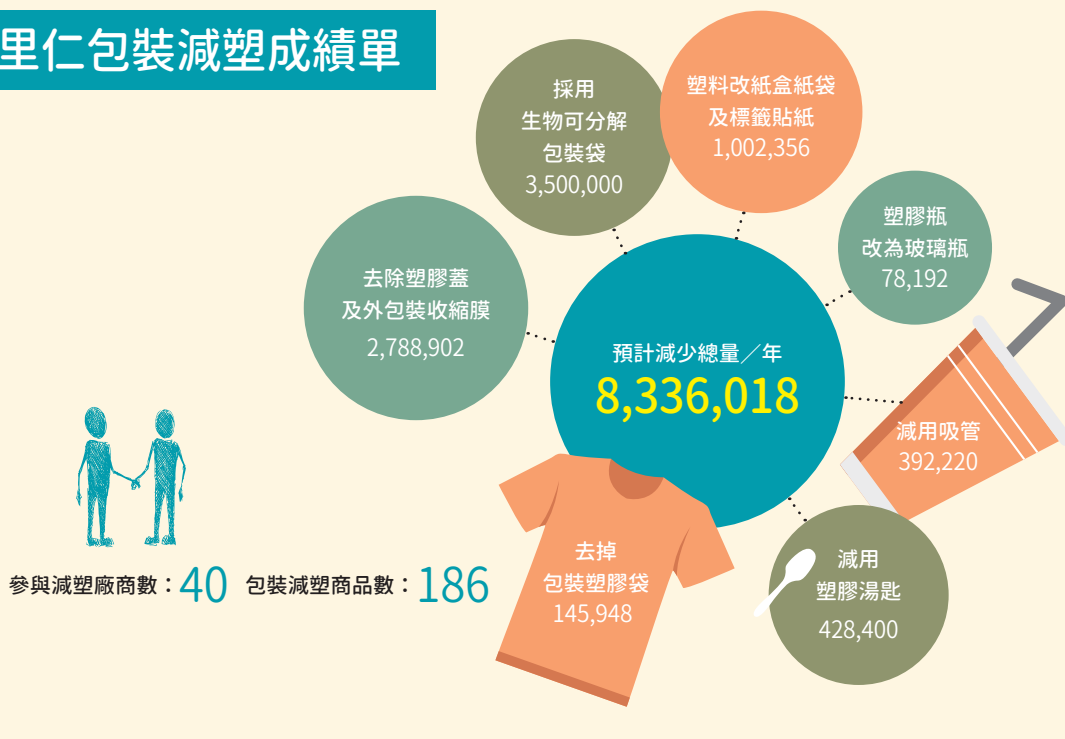 里仁包裝減塑成績單
採用
生物可分解
包裝袋
3,500,000
塑料改紙盒紙袋
及標籤貼紙
1,002,356
塑膠瓶
改為玻璃瓶
78,192
去除塑膠蓋
及外包裝收縮膜
2,788,902
預計減少總量／年
8,336,018
減用吸管
392,220
去掉
包裝塑膠袋
145,948
減用
塑膠湯匙
428,400
參與減塑廠商數：40 包裝減塑商品數：186